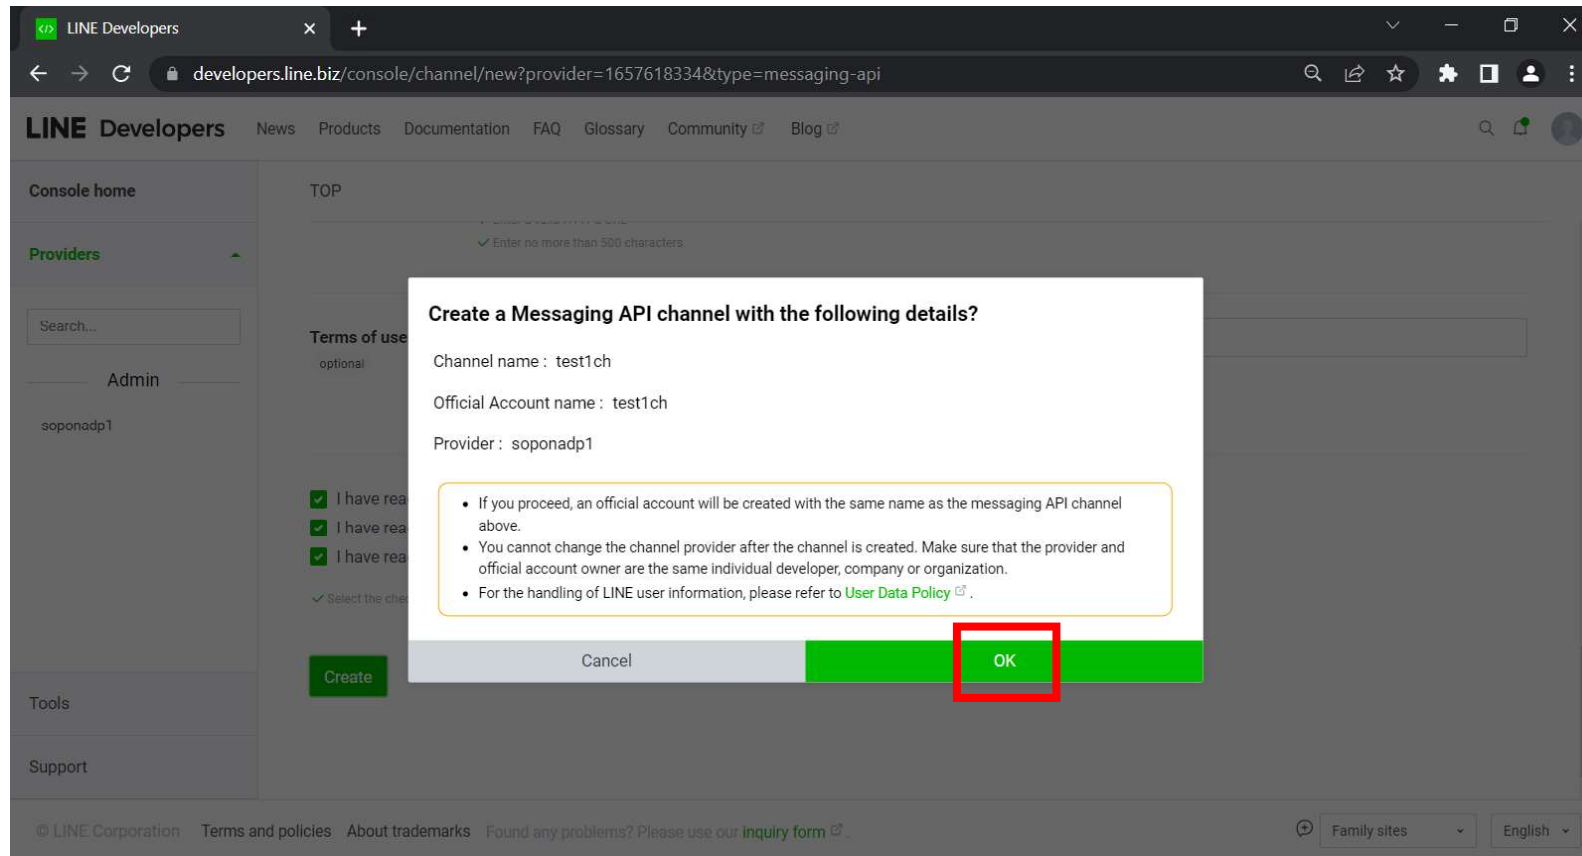 LINE Developers
developers.line.biz/console/channel/new?provider=1657618334&type=messaging-api
LINE Developers News Products Documentation FAQ Glossary Community Blog
Console home
TOP
Enter no more than 500 characters
Providers
Search...
Admin
soponadp1
Terms of use
optional
Create a Messaging API channel with the following details?
Channel name : test1ch
Official Account name : test1ch
Provider : soponadp1
I have rea
I have rea
I have rea
Select the che
• If you proceed, an official account will be created with the same name as the messaging API channel
above.
• You cannot change the channel provider after the channel is created. Make sure that the provider and
official account owner are the same individual developer, company or organization.
• For the handling of LINE user information, please refer to User Data Policy .
Cancel
OK
Create
Tools
Support
© LINE Corporation Terms and policies About trademarks Found any problems? Please use our inquiry form .
Family sites
English